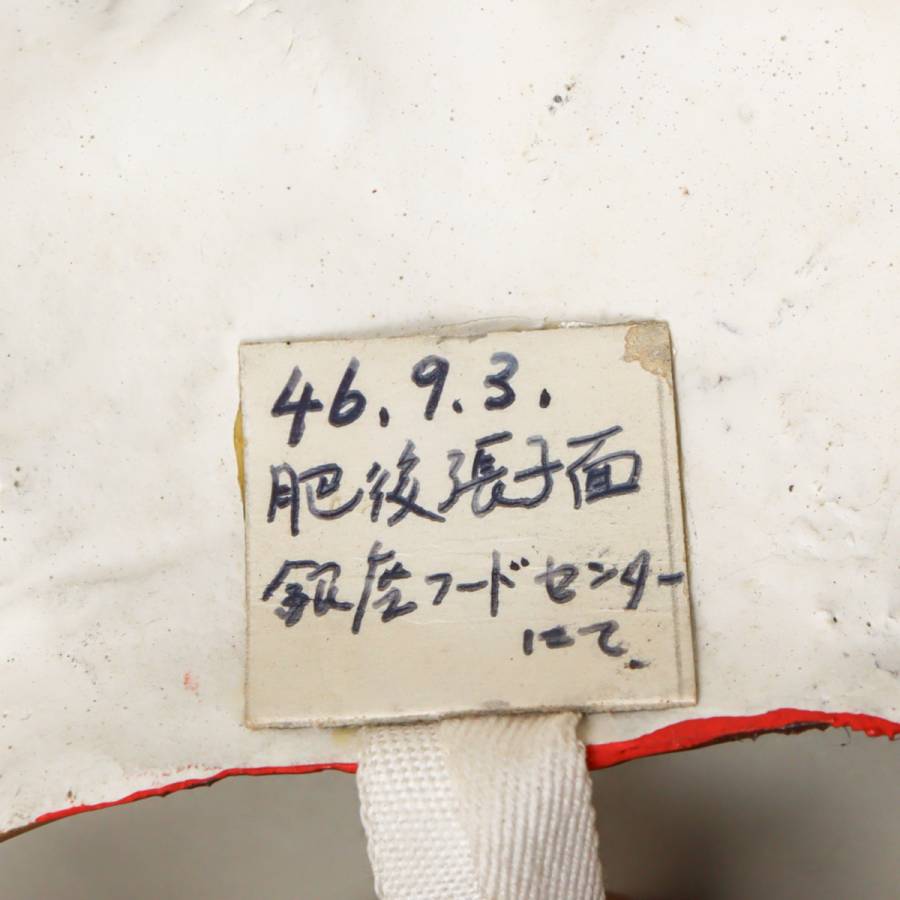 46.9.3.
肥後張子面
銀座フードセンター
にて.